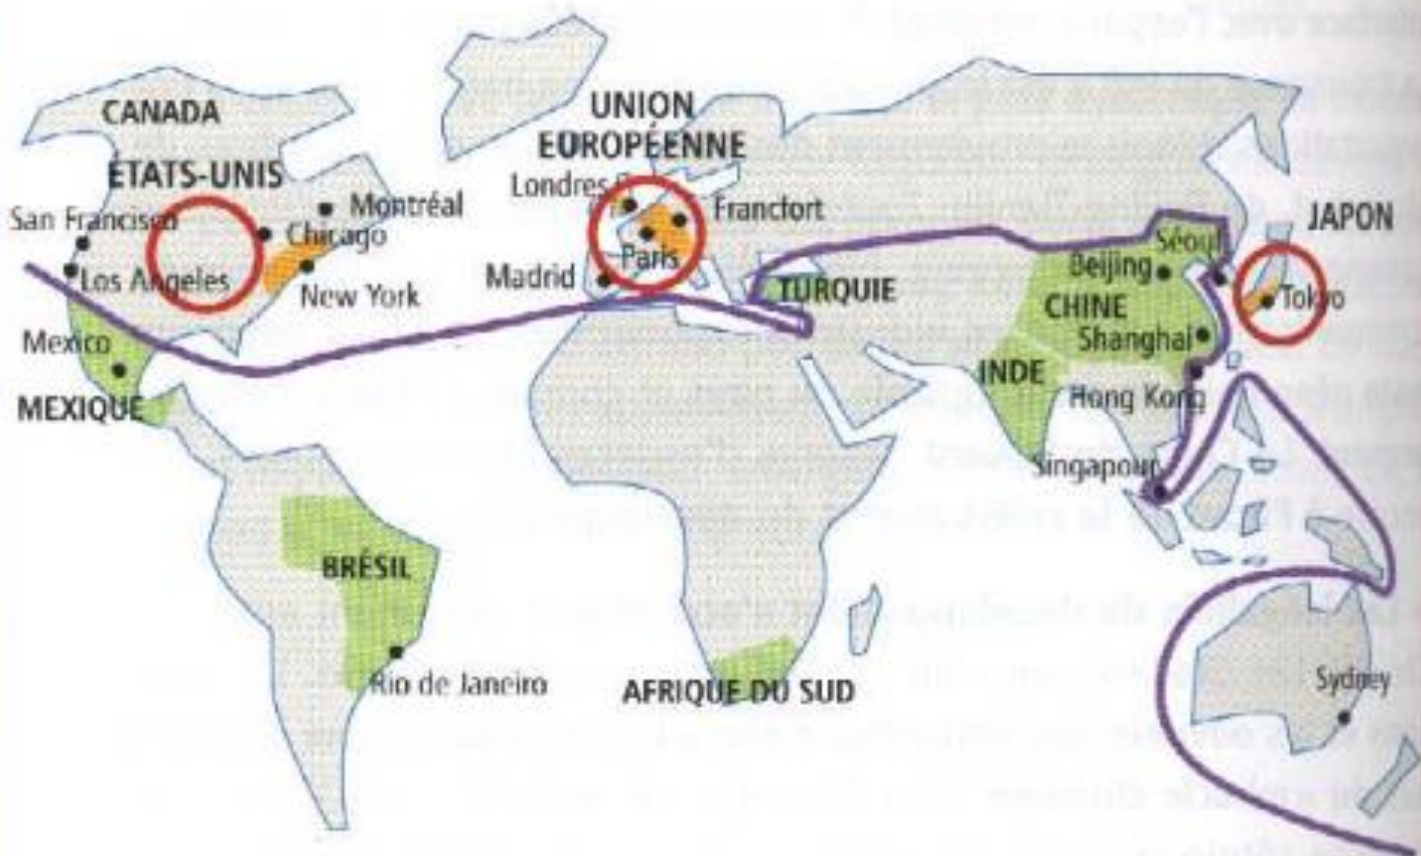 CANADA
UNION
EUROPÉENNE
ÉTATS-UNIS
Londres
San Francisco
Montréal
Francfort
JAPON
Chicago
Séoul
Paris
Beijing
Los Angeles
Madrid
TURQUIE
New York
CHINE
Tokyo
Mexico
Shanghai
INDE
MEXIQUE
Hong Kong
Singapour
BRÉSIL
Rio de Janeiro
AFRIQUE DU SUD
Sydney